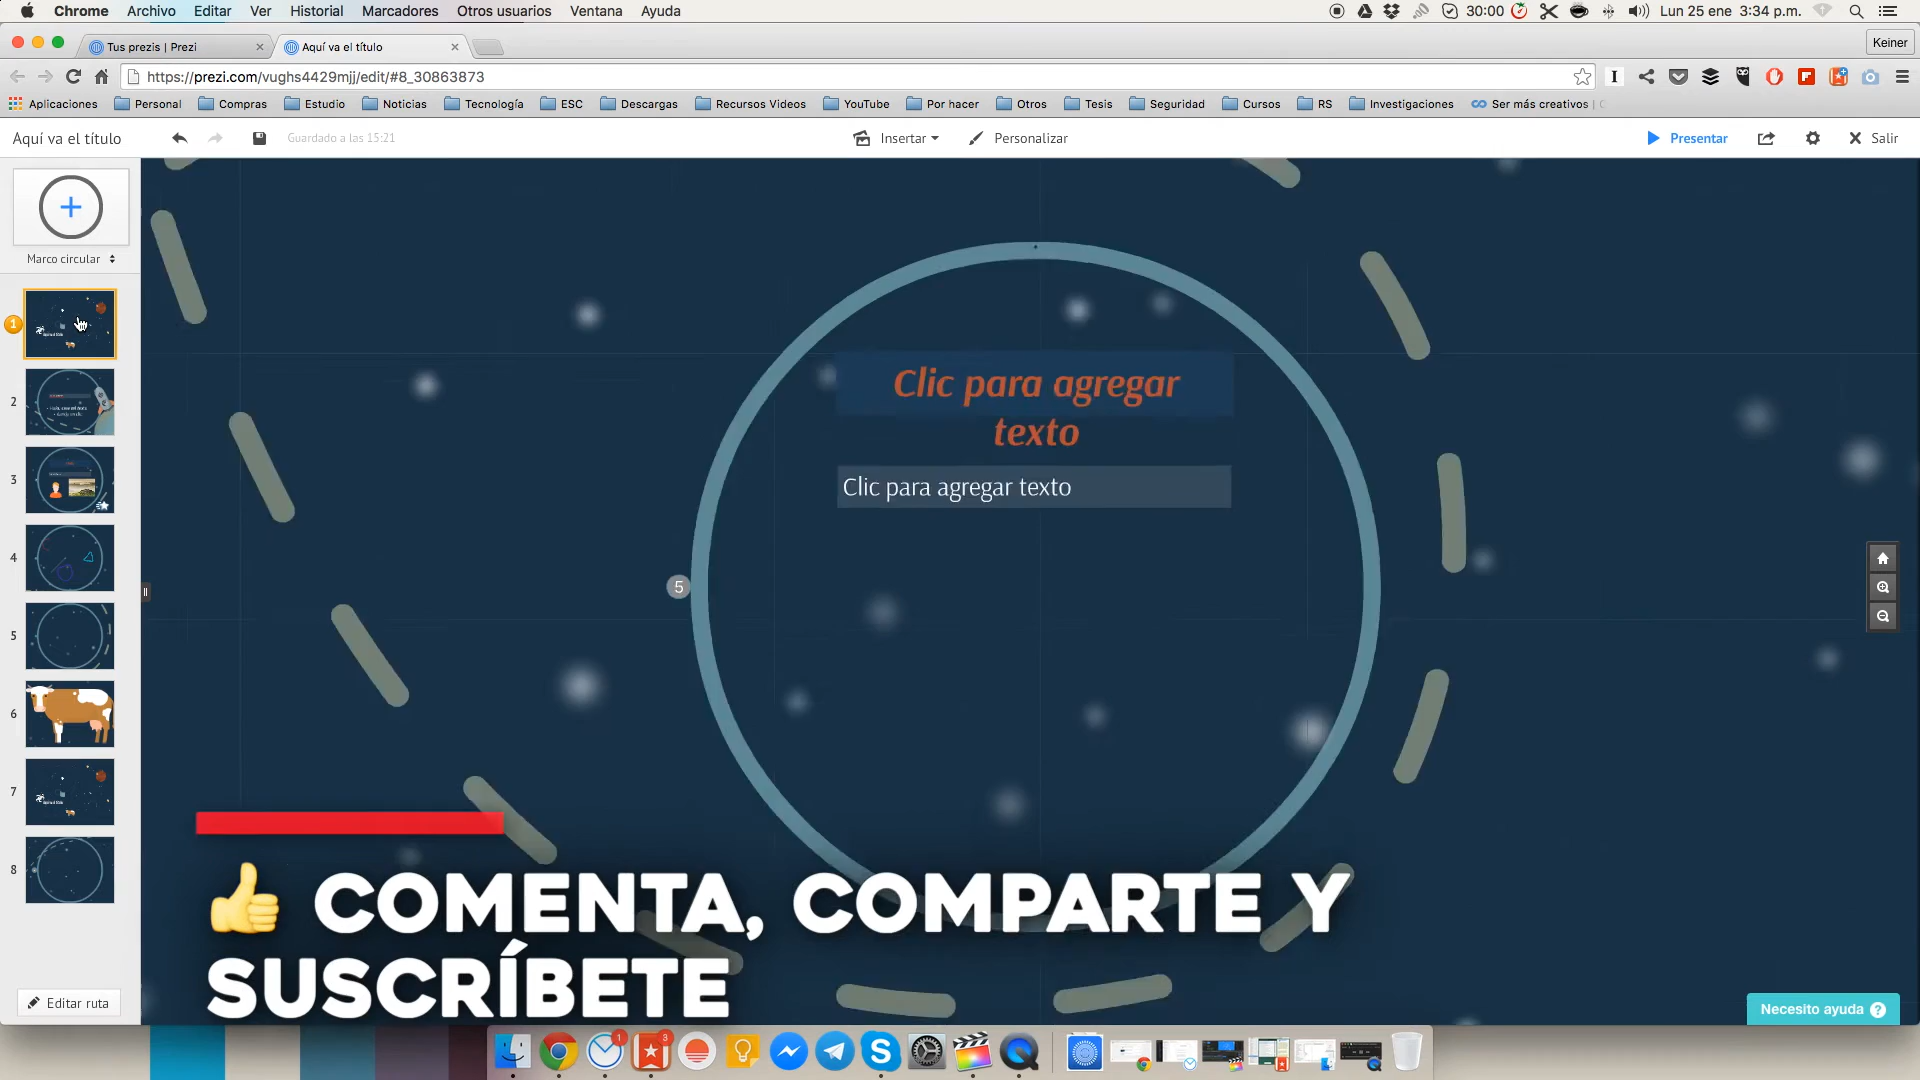 Chrome Archivo Editar Ver Historial Marcadores Otros usuarios Ventana Ayuda 30:00 Lun 25 ene 3:34 p.m.
Tus prezis | Prezi Aquí va el título Keiner
https://prezi.com/vughs4429mjj/edit/#8_30863873
Aplicaciones Personal Compras Estudio Noticias Tecnología ESC Descargas Recursos Videos YouTube Por hacer Otros Tesis Seguridad Cursos RS Investigaciones Ser más creativos |
Aquí va el título Guardado a las 15:21 Insertar Personalizar Presentar Salir
Marco circular
1
2
3
4
5
6
7
8
Editar ruta
Clic para agregar
texto
Clic para agregar texto
5
👍 COMENTA, COMPARTE Y
SUSCRÍBETE
Necesito ayuda ?
1
3